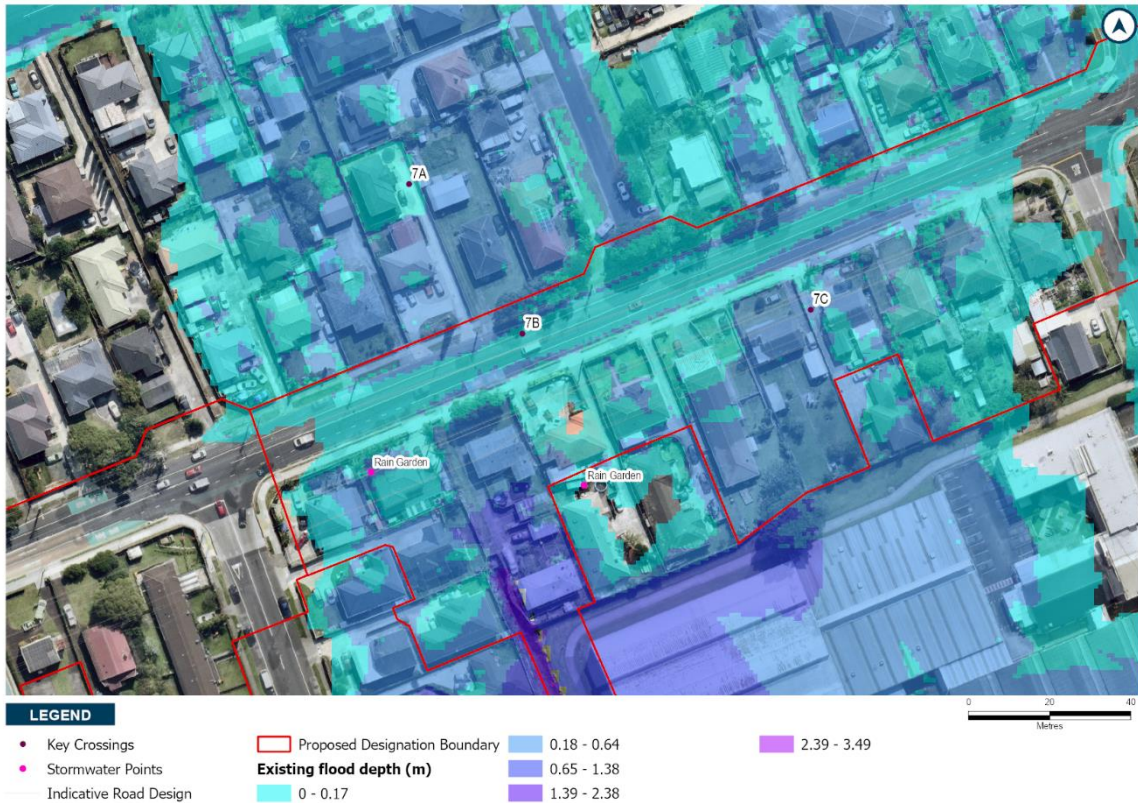 7A
7B
7C
Rain Garden
Rain Garden
LEGEND
Key Crossings
Stormwater Points
Indicative Road Design
Proposed Designation Boundary
Existing flood depth (m)
0 - 0.17
0.18 - 0.64
0.65 - 1.38
1.39 - 2.38
2.39 - 3.49
0 20 40
Metres